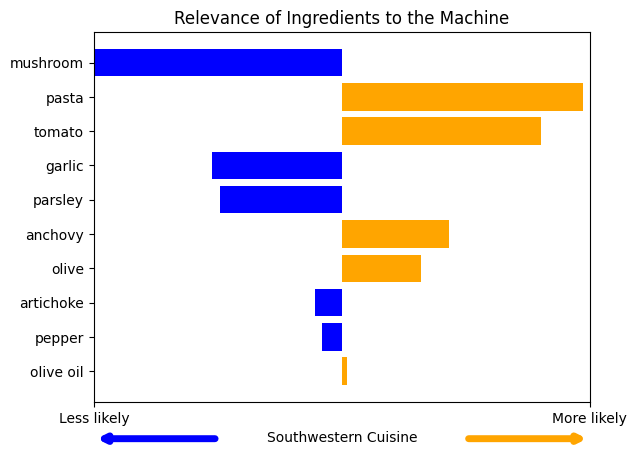 Relevance of Ingredients to the Machine
mushroom
pasta
tomato
garlic
parsley
anchovy
olive
artichoke
pepper
olive oil
Less likely
More likely
Southwestern Cuisine